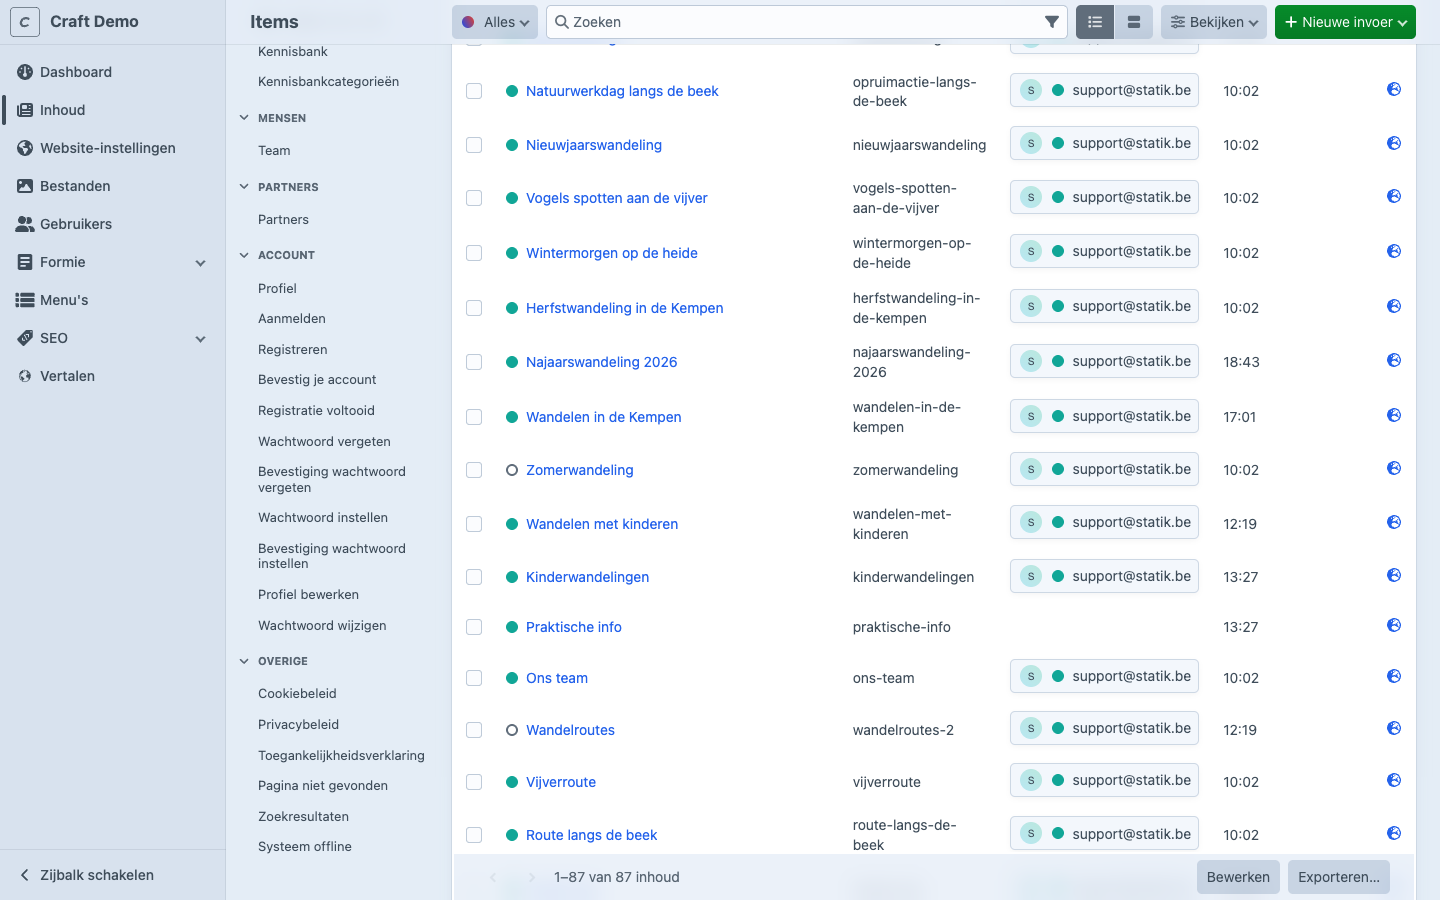 C Craft Demo
Items
Alles
Zoeken
Bekijken
Nieuwe invoer
Dashboard
Inhoud
Website-instellingen
Bestanden
Gebruikers
Formie
Menu's
SEO
Vertalen
Zijbalk schakelen
Kennisbank
Kennisbankcategorieën
MENSEN
Team
PARTNERS
Partners
ACCOUNT
Profiel
Aanmelden
Registreren
Bevestig je account
Registratie voltooid
Wachtwoord vergeten
Bevestiging wachtwoord
vergeten
Wachtwoord instellen
Bevestiging wachtwoord
instellen
Profiel bewerken
Wachtwoord wijzigen
OVERIGE
Cookiebeleid
Privacybeleid
Toegankelijkheidsverklaring
Pagina niet gevonden
Zoekresultaten
Systeem offline
Natuurwerkdag langs de beek opruimactie-langs- S support@statik.be 10:02
de-beek
Nieuwjaarswandeling nieuwjaarswandeling S support@statik.be 10:02
Vogels spotten aan de vijver vogels-spotten- S support@statik.be 10:02
aan-de-vijver
Wintermorgen op de heide wintermorgen-op- S support@statik.be 10:02
de-heide
Herfstwandeling in de Kempen herfstwandeling-in- S support@statik.be 10:02
de-kempen
Najaarswandeling 2026 najaarswandeling- S support@statik.be 18:43
2026
Wandelen in de Kempen wandelen-in-de- S support@statik.be 17:01
kempen
Zomerwandeling zomerwandeling S support@statik.be 10:02
Wandelen met kinderen wandelen-met- S support@statik.be 12:19
kinderen
Kinderwandelingen kinderwandelingen S support@statik.be 13:27
Praktische info praktische-info 13:27
Ons team ons-team S support@statik.be 10:02
Wandelroutes wandelroutes-2 S support@statik.be 12:19
Vijverroute vijverroute S support@statik.be 10:02
Route langs de beek route-langs-de- S support@statik.be 10:02
beek
1–87 van 87 inhoud
Bewerken
Exporteren...